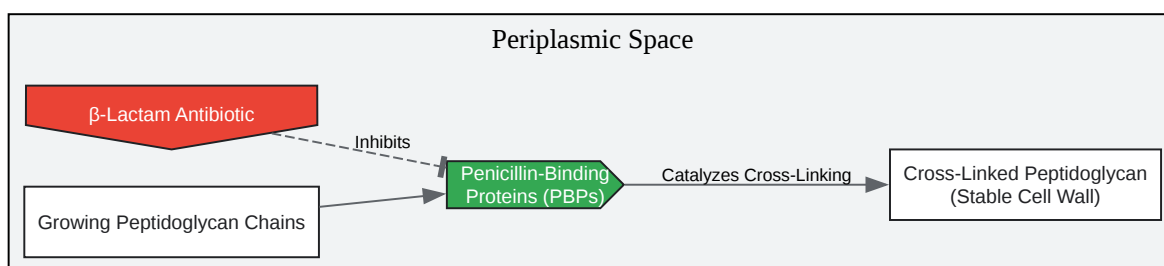 Periplasmic Space
β-Lactam Antibiotic
Inhibits
Growing Peptidoglycan Chains
Penicillin-Binding
Proteins (PBPs)
Catalyzes Cross-Linking
Cross-Linked Peptidoglycan
(Stable Cell Wall)